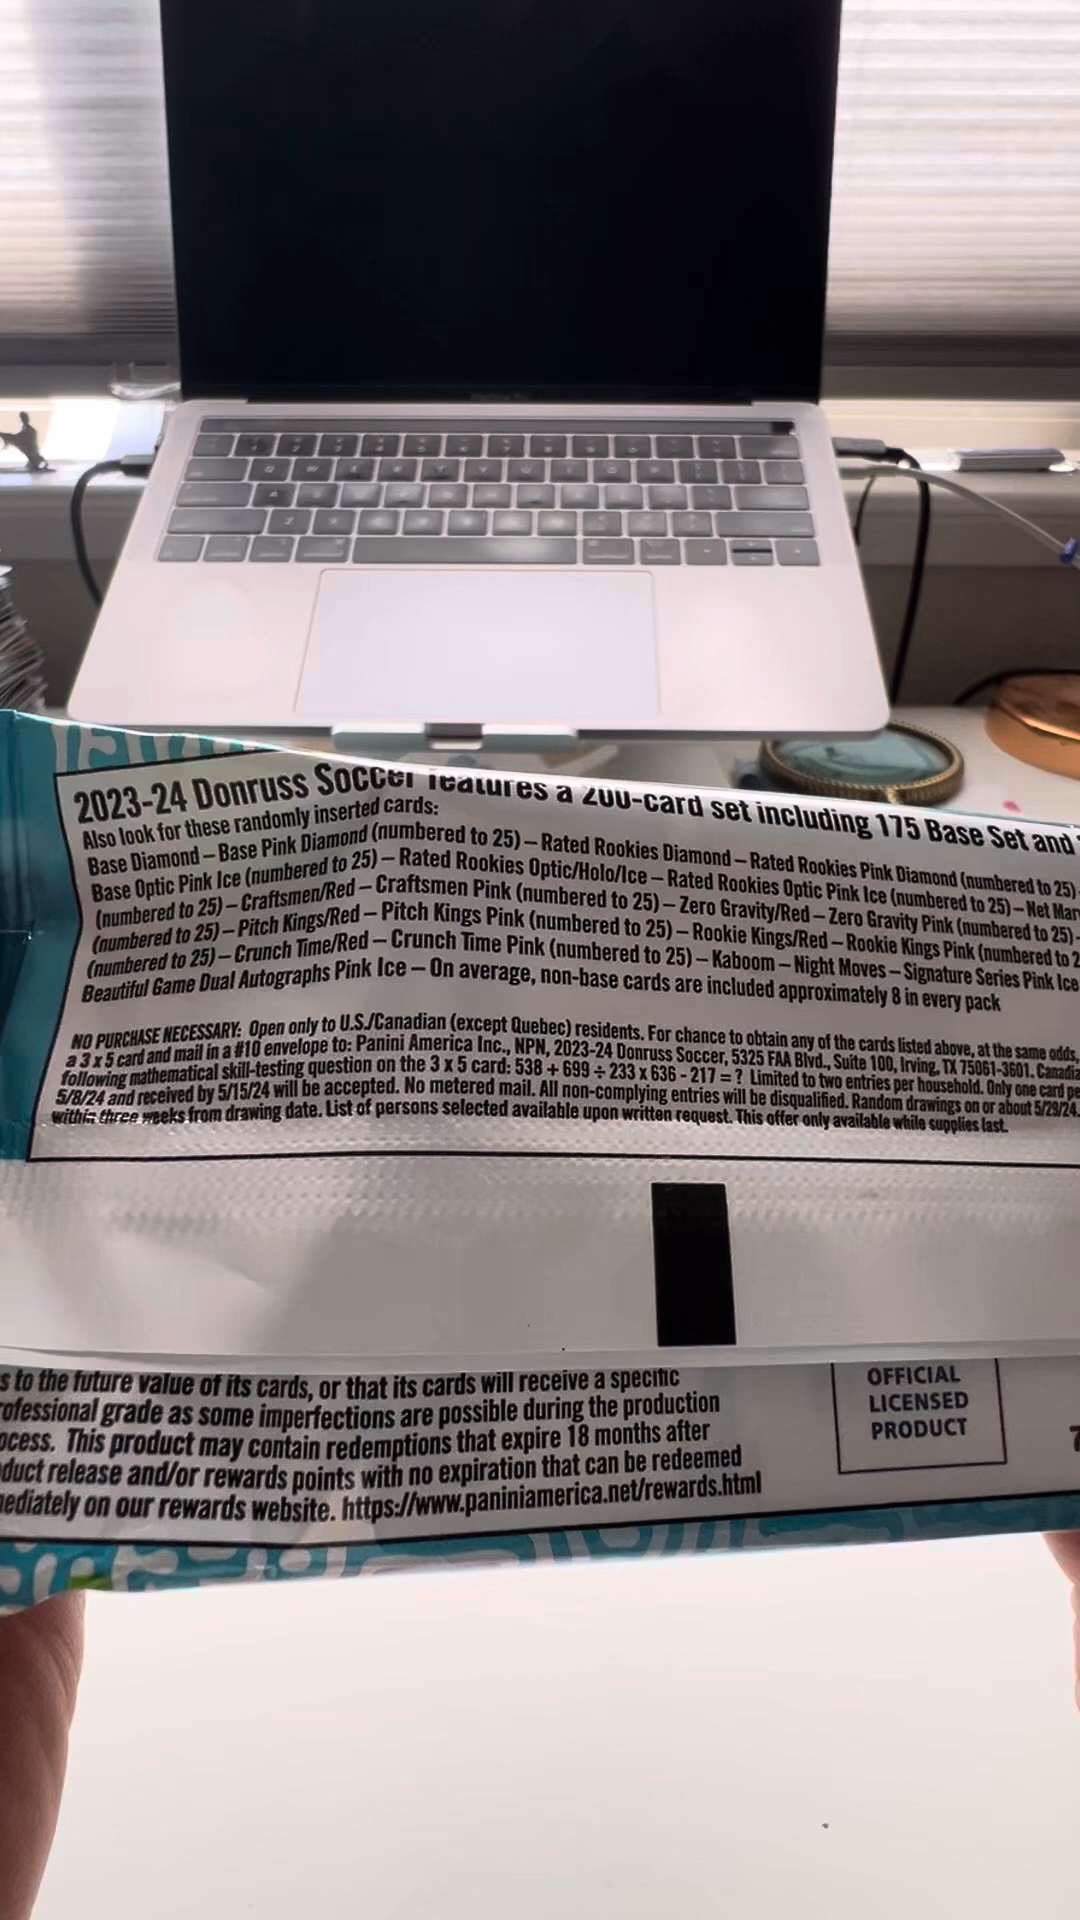 2023-24 Donruss Soccer features a 200-card set including 175 Base Set and
Also look for these randomly inserted cards:
Base Diamond – Base Pink Diamond (numbered to 25) – Rated Rookies Diamond – Rated Rookies Pink Diamond (numbered to 25)
Base Optic Pink Ice (numbered to 25) – Rated Rookies Optic/Holo/Ice – Rated Rookies Optic Pink Ice (numbered to 25) – Net
(numbered to 25) – Craftsmen/Red – Craftsmen Pink (numbered to 25) – Zero Gravity/Red – Zero Gravity Pink (numbered to 25) –
(numbered to 25) – Pitch Kings/Red – Pitch Kings Pink (numbered to 25) – Rookie Kings/Red – Rookie Kings Pink (numbered to
(numbered to 25) – Crunch Time/Red – Crunch Time Pink (numbered to 25) – Kaboom – Night Moves – Signature Series Pink Ice
Beautiful Game Dual Autographs Pink Ice – On average, non-base cards are included approximately 8 in every pack
NO PURCHASE NECESSARY: Open only to U.S./Canadian (except Quebec) residents. For chance to obtain any of the cards listed above, at the same odds,
a 3 x 5 card and mail in a #10 envelope to: Panini America Inc., NPN, 2023-24 Donruss Soccer, 5325 FAA Blvd., Suite 100, Irving, TX 75061-3601.
following mathematical skill-testing question on the 3 x 5 card: 538 + 699 ÷ 233 x 636 - 217 = ? Limited to two entries per household. Only one card
5/8/24 and received by 5/15/24 will be accepted. No metered mail. All non-complying entries will be disqualified. Random drawings on or about 5/29/24.
within three weeks from drawing date. List of persons selected available upon written request. This offer only available while supplies last.
to the future value of its cards, or that its cards will receive a specific
grade as some imperfections are possible during the production
This product may contain redemptions that expire 18 months after
release and/or rewards points with no expiration that can be redeemed
on our rewards website. https://www.paniniamerica.net/rewards.html
OFFICIAL
LICENSED
PRODUCT